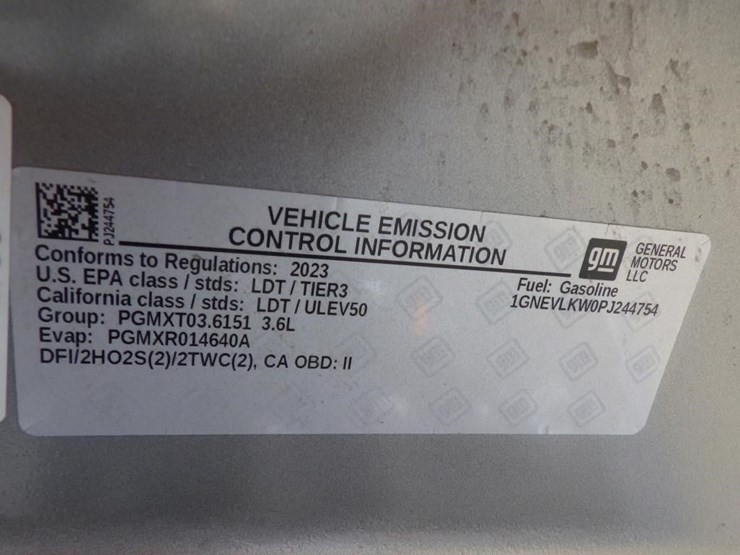 PJ244754
VEHICLE EMISSION
CONTROL INFORMATION
gm
GENERAL
MOTORS
LLC
Conforms to Regulations: 2023
U.S. EPA class / stds: LDT / TIER3
California class / stds: LDT / ULEV50
Group: PGMXT03.6151 3.6L
Evap: PGMXR014640A
DFI/2HO2S(2)/2TWC(2), CA OBD: II
Fuel: Gasoline
1GNEVLKW0PJ244754